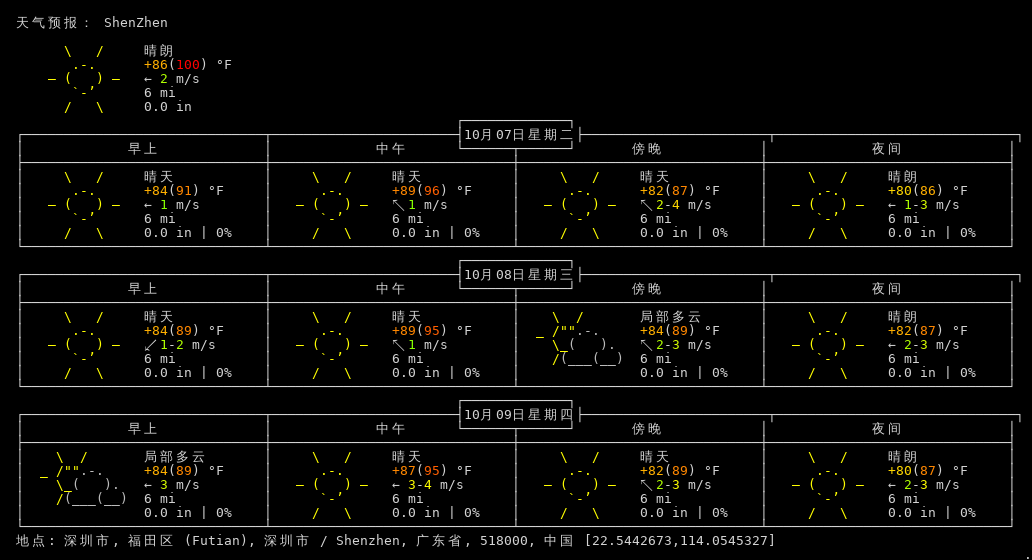 天气预报： ShenZhen
晴朗
+86(100) °F
← 2 m/s
6 mi
0.0 in
10月07日星期二
早上 中午 傍晚 夜间
晴天 晴天 晴天 晴朗
+84(91) °F +89(96) °F +82(87) °F +80(86) °F
← 1 m/s ↖ 1 m/s ↖ 2-4 m/s ← 1-3 m/s
6 mi 6 mi 6 mi 6 mi
0.0 in | 0% 0.0 in | 0% 0.0 in | 0% 0.0 in | 0%
10月08日星期三
早上 中午 傍晚 夜间
晴天 晴天 局部多云 晴朗
+84(89) °F +89(95) °F +84(89) °F +82(87) °F
↙ 1-2 m/s ↖ 1 m/s ↖ 2-3 m/s ← 2-3 m/s
6 mi 6 mi 6 mi 6 mi
0.0 in | 0% 0.0 in | 0% 0.0 in | 0% 0.0 in | 0%
10月09日星期四
早上 中午 傍晚 夜间
局部多云 晴天 晴天 晴朗
+84(89) °F +87(95) °F +82(89) °F +80(87) °F
← 3 m/s ← 3-4 m/s ↖ 2-3 m/s ← 2-3 m/s
6 mi 6 mi 6 mi 6 mi
0.0 in | 0% 0.0 in | 0% 0.0 in | 0% 0.0 in | 0%
地点: 深圳市, 福田区 (Futian), 深圳市 / Shenzhen, 广东省, 518000, 中国 [22.5442673,114.0545327]